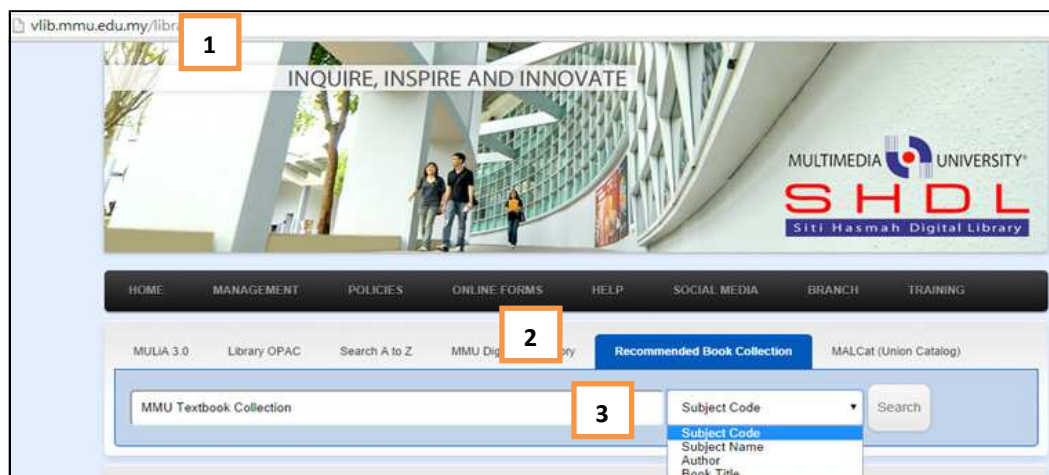 vlib.mmu.edu.my/libra
1
INQUIRE, INSPIRE AND INNOVATE
MULTIMEDIA UNIVERSITY
SHDL
Siti Hasmah Digital Library
HOME MANAGEMENT POLICIES ONLINE FORMS HELP SOCIAL MEDIA BRANCH TRAINING
2
MULiA 3.0 Library OPAC Search A to Z MMU Recommended Book Collection MALCat (Union Catalog)
3
MMU Textbook Collection Subject Code Search
Subject Code
Subject Name
Author
Book Title